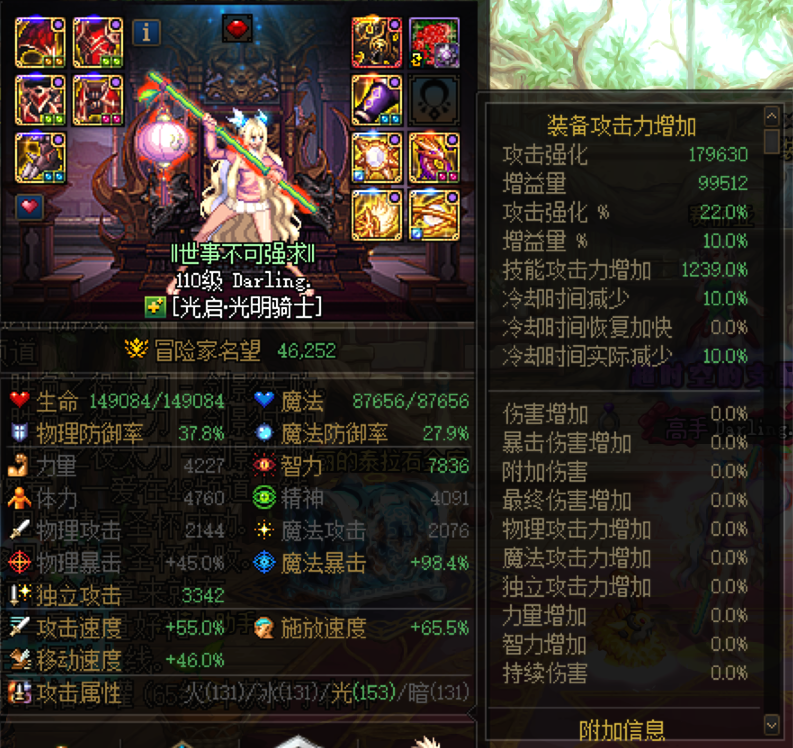 i
3
‖世事不可强求‖
110级 Darling.
[光启·光明骑士]
冒险家名望 46,252
生命 149084/149084 魔法 87656/87656
物理防御率 37.8% 魔法防御率 27.9%
力量 4227 智力 7836
体力 4760 精神 4091
物理攻击 2144 魔法攻击 2076
物理暴击 +45.0% 魔法暴击 +98.4%
独立攻击 3342
攻击速度 +55.0% 施放速度 +65.5%
移动速度 +46.0%
攻击属性 火(131)/冰(131)/光(153)/暗(131)
装备攻击力增加
攻击强化 179630
增益量 99512
攻击强化 % 22.0%
增益量 % 10.0%
技能攻击力增加 1239.0%
冷却时间减少 10.0%
冷却时间恢复加快 0.0%
冷却时间实际减少 10.0%
伤害增加 0.0%
暴击伤害增加 0.0%
附加伤害 0.0%
最终伤害增加 0.0%
物理攻击力增加 0.0%
魔法攻击力增加 0.0%
独立攻击力增加 0.0%
力量增加 0.0%
智力增加 0.0%
持续伤害 0.0%
附加信息